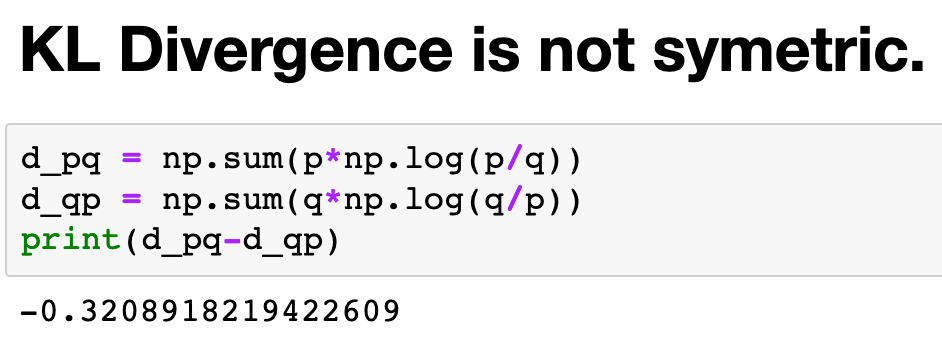 KL Divergence is not symetric.
d_pq = np.sum(p*np.log(p/q))
d_qp = np.sum(q*np.log(q/p))
print(d_pq-d_qp)
-0.3208918219422609